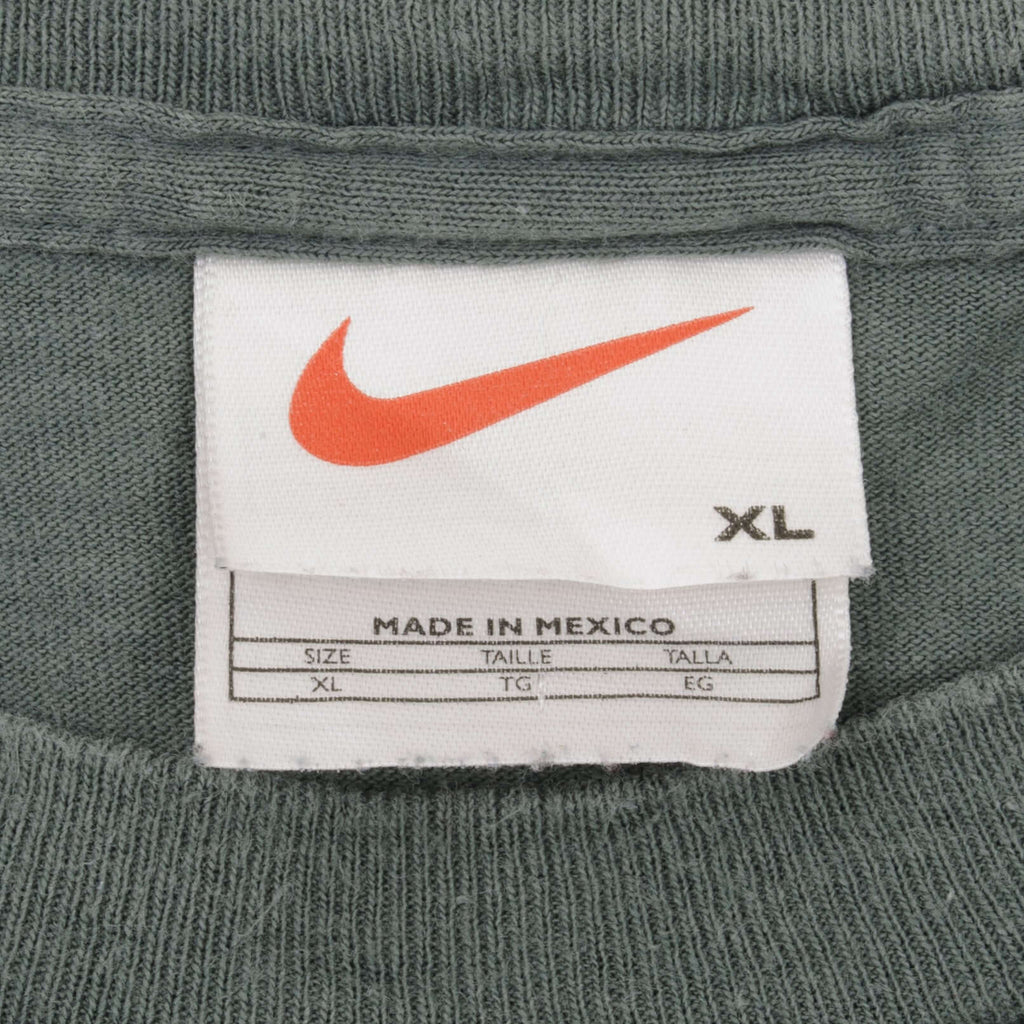 XL
MADE IN MEXICO
SIZE TAILLE TALLA
XL TG EG